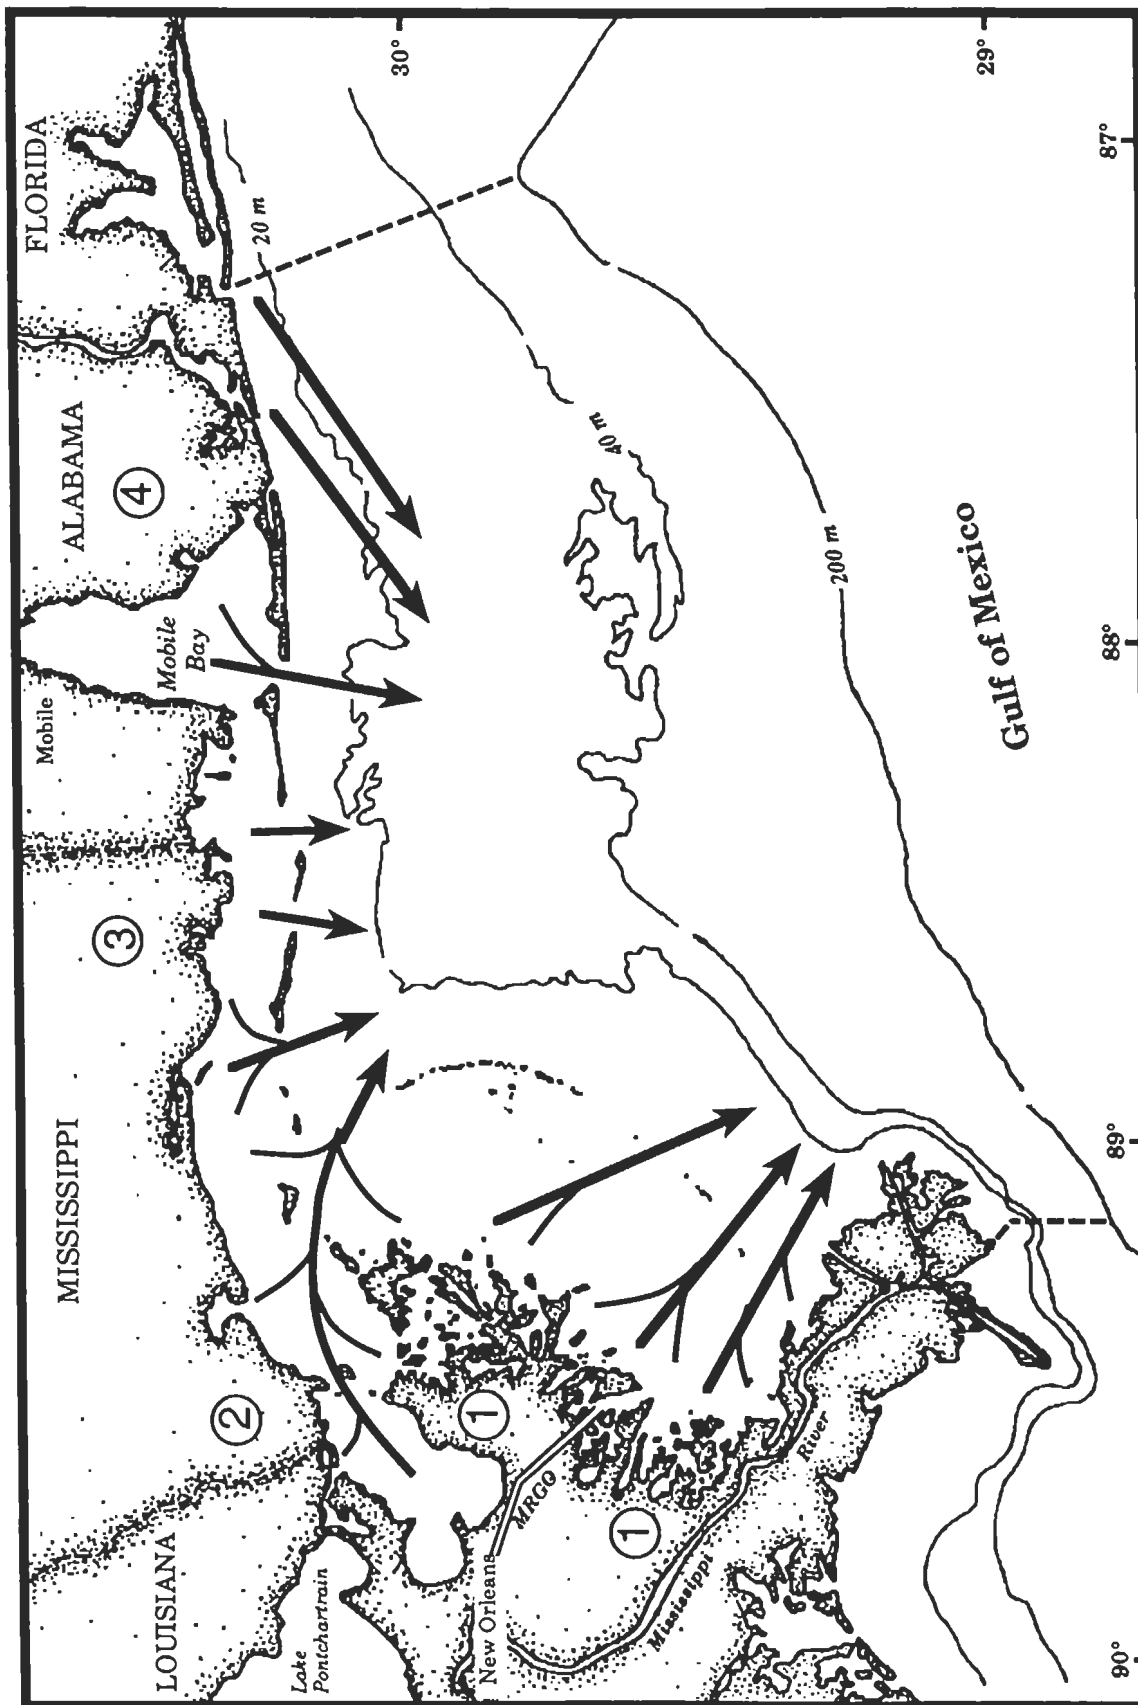 LOUISIANA
MISSISSIPPI
ALABAMA
FLORIDA
Mobile
Mobile
Bay
Lake
Pontchartrain
New Orleans
MRGO
Mississippi
River
1
1
2
3
4
20 m
40 m
200 m
Gulf of Mexico
30°
29°
90°
89°
88°
87°